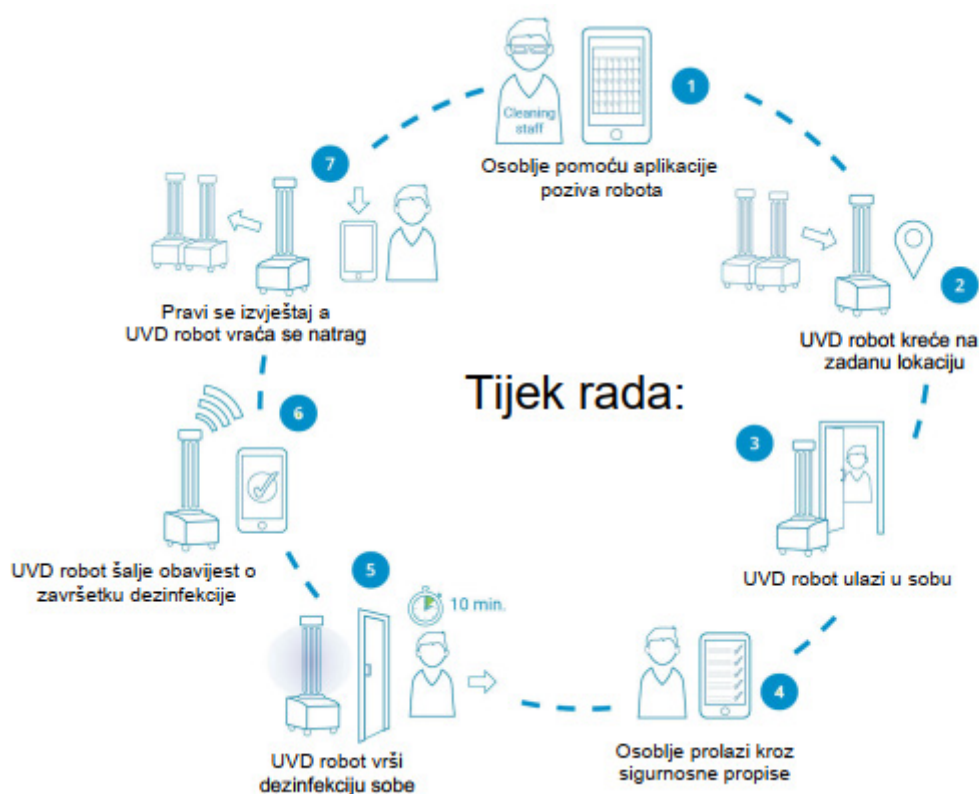 Cleaning
staff
1
Osoblje pomoću aplikacije
poziva robota
2
UVD robot kreće na
zadanu lokaciju
Tijek rada:
3
UVD robot ulazi u sobu
4
Osoblje prolazi kroz
sigurnosne propise
5
10 min.
UVD robot vrši
dezinfekciju sobe
6
UVD robot šalje obavijest o
završetku dezinfekcije
7
Pravi se izvještaj a
UVD robot vraća se natrag